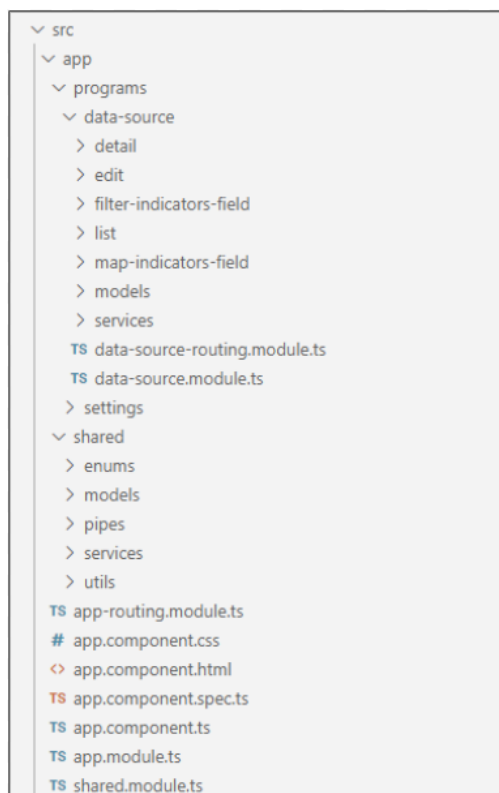 src
app
programs
data-source
detail
edit
filter-indicators-field
list
map-indicators-field
models
services
TS data-source-routing.module.ts
TS data-source.module.ts
settings
shared
enums
models
pipes
services
utils
TS app-routing.module.ts
# app.component.css
<> app.component.html
TS app.component.spec.ts
TS app.component.ts
TS app.module.ts
TS shared.module.ts